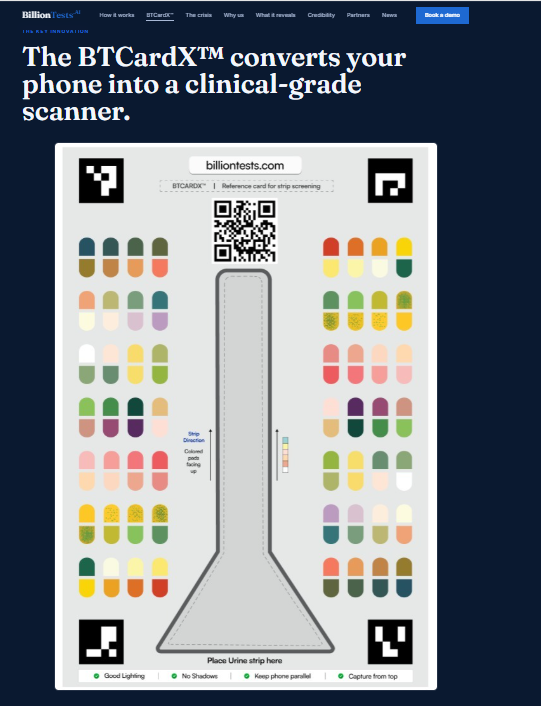 BillionTests.AI
How it works
BTCard™
The crisis
Why us
What it reveals
Credibility
Partners
News
Book a demo
THE KEY INNOVATION
The BTCardX™ converts your
phone into a clinical-grade
scanner.
billiontests.com
BTCARDX™ | Reference card for strip screening
Strip
Direction
Colored
pads
facing
up
Place Urine strip here
Good Lighting
No Shadows
Keep phone parallel
Capture from top